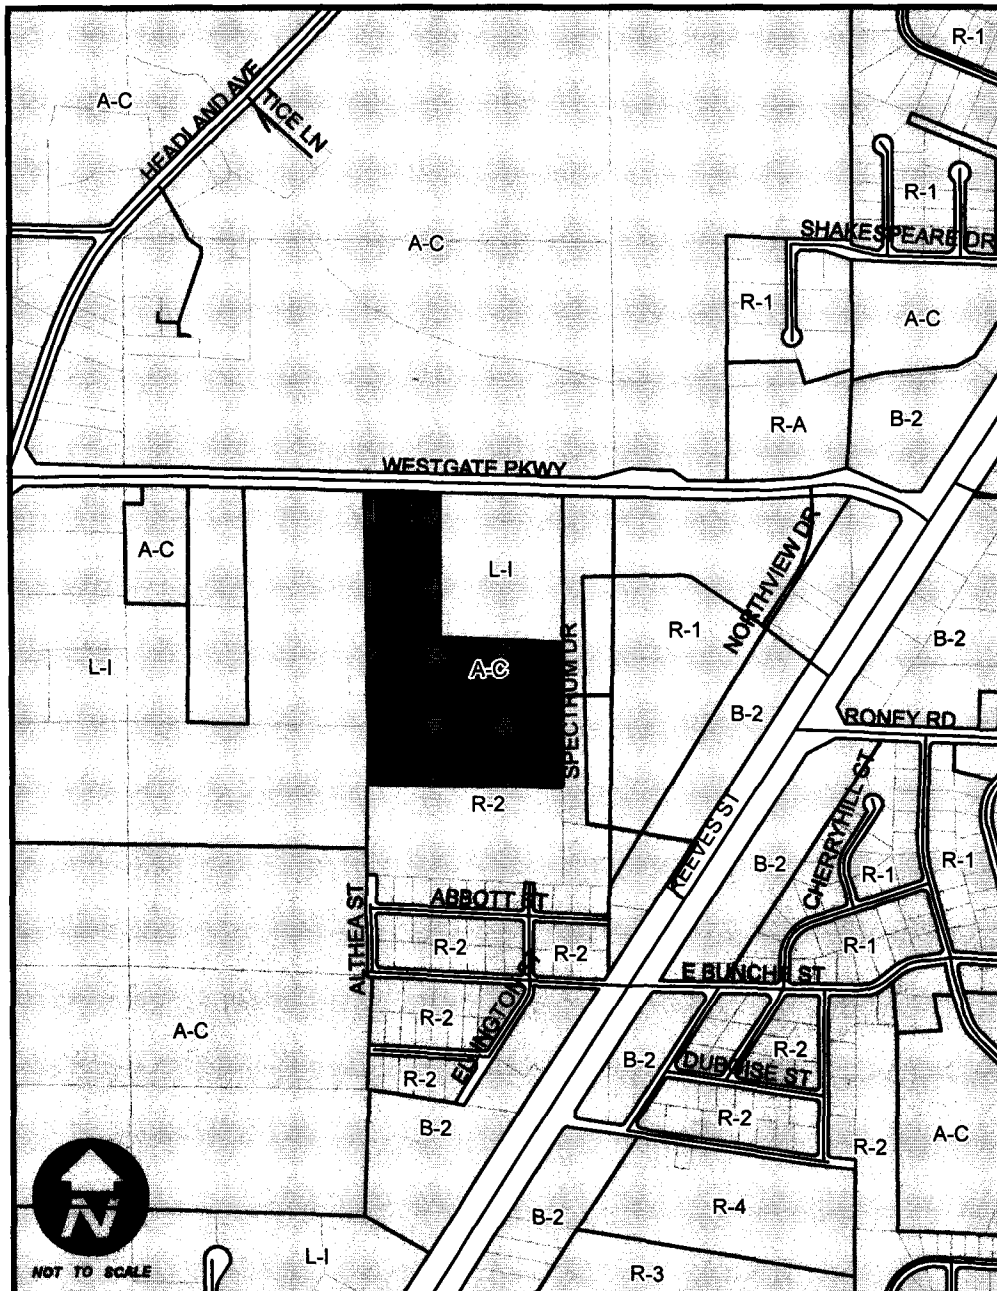 R-1
A-C
HEADLAND AVE
TICE LN
R-1
SHAKESPEARE DR
A-C
R-1
A-C
R-A
B-2
WESTGATE PKWY
A-C
L-I
NORTHVIEW DR
R-1
B-2
L-I
A-C
SPECTRUM DR
B-2
RONEY RD
R-2
REEVES ST
CHERRYHILL ST
B-2
R-1
R-1
ABBOTT ST
ALTHEA ST
R-2
R-2
R-1
E BUNCHE ST
R-2
A-C
B-2
R-2
R-2
DUBOISE ST
R-2
B-2
R-2
A-C
R-4
B-2
N
L-I
NOT TO SCALE
R-3